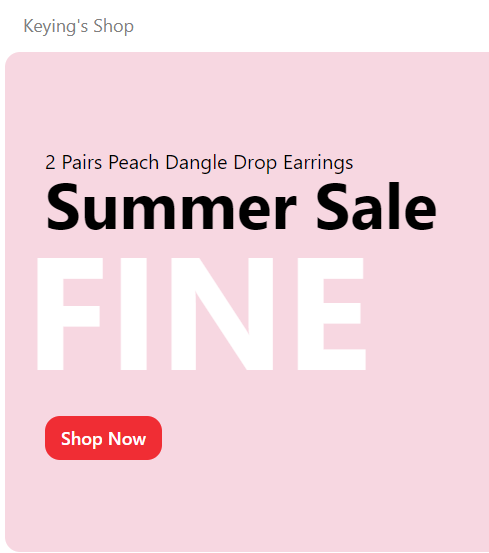 Keying's Shop
2 Pairs Peach Dangle Drop Earrings
Summer Sale
FINE
Shop Now